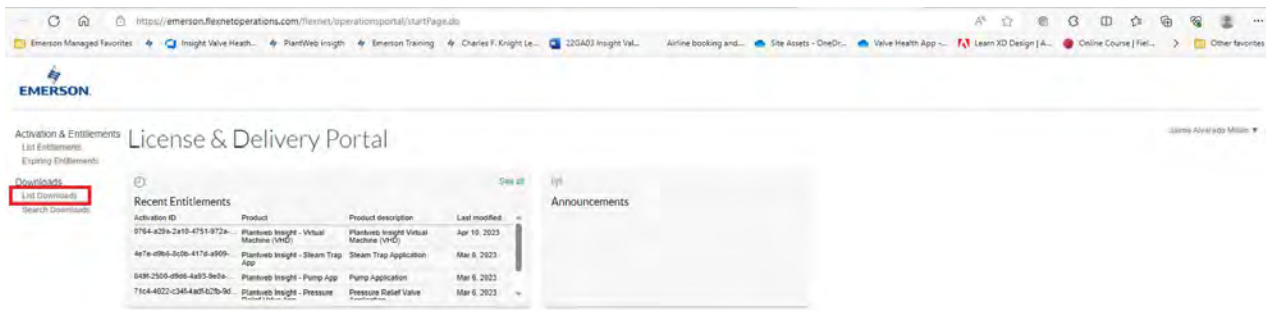 https://emerson.flexnetoperations.com/flexnet/operationsportal/startPage.do
Emerson Managed Favorites
Insight Valve Heath...
PlantWeb Insigth
Emerson Training
Charles F. Knight Le...
22GA03 Insight Val...
Airline booking and...
Site Assets - OneDr...
Valve Health App -...
Learn XD Design | A...
Online Course | Fiel...
Other favorites
EMERSON
Activation & Entitlements
List Entitlements
Expiring Entitlements
Downloads
List Downloads
Search Downloads
License & Delivery Portal
Jaime Alvarado Millan
See all
Recent Entitlements
Activation ID Product Product description Last modified
Plantweb Insight - Virtual Machine (VHD) Plantweb Insight Virtual Machine (VHD) Apr 10, 2023
Plantweb Insight - Steam Trap App Steam Trap Application Mar 6, 2023
Plantweb Insight - Pump App Pump Application Mar 6, 2023
Plantweb Insight - Pressure Pressure Relief Valve Mar 6, 2023
Announcements